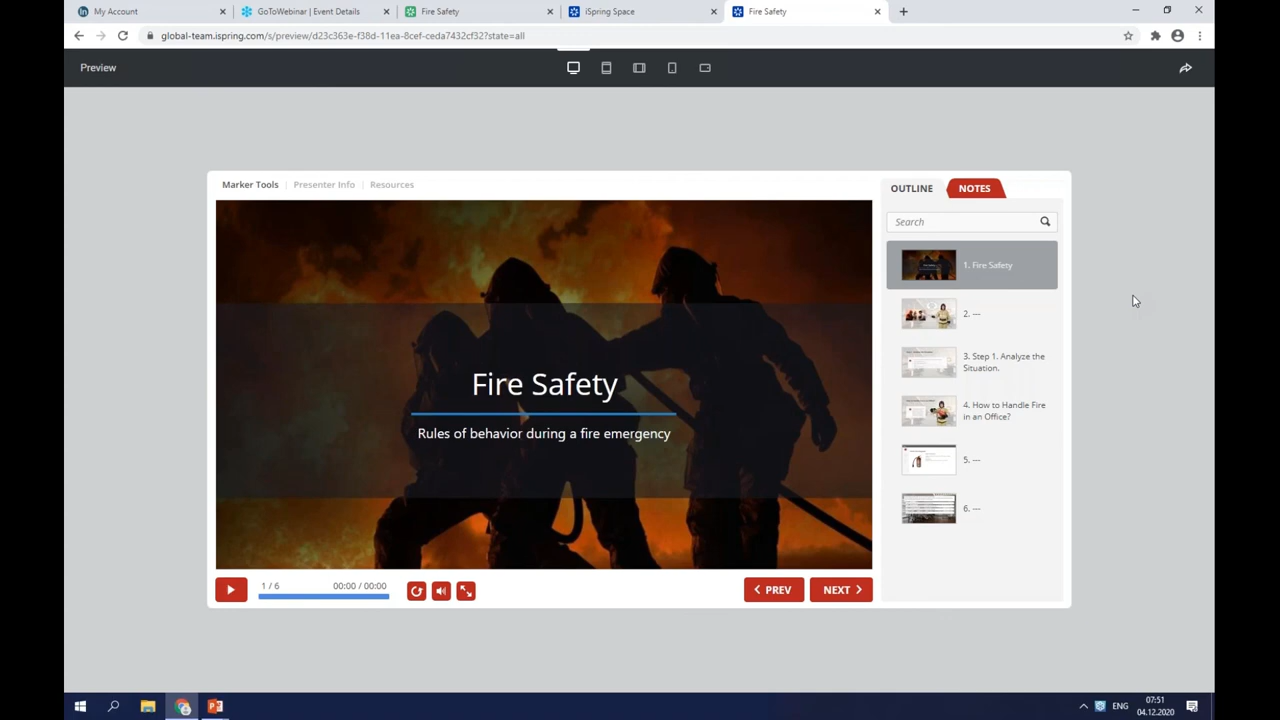 My Account
GoToWebinar | Event Details
Fire Safety
iSpring Space
Fire Safety
global-team.ispring.com/s/preview/d23c363e-f38d-11ea-8cef-ceda7432cf32?state=all
Preview
Marker Tools | Presenter Info | Resources
OUTLINE
NOTES
Search
1. Fire Safety
2. ---
3. Step 1. Analyze the
Situation.
4. How to Handle Fire
in an Office?
5. ---
6. ---
Fire Safety
Rules of behavior during a fire emergency
1 / 6
00:00 / 00:00
PREV
NEXT
ENG
07:51
04.12.2020